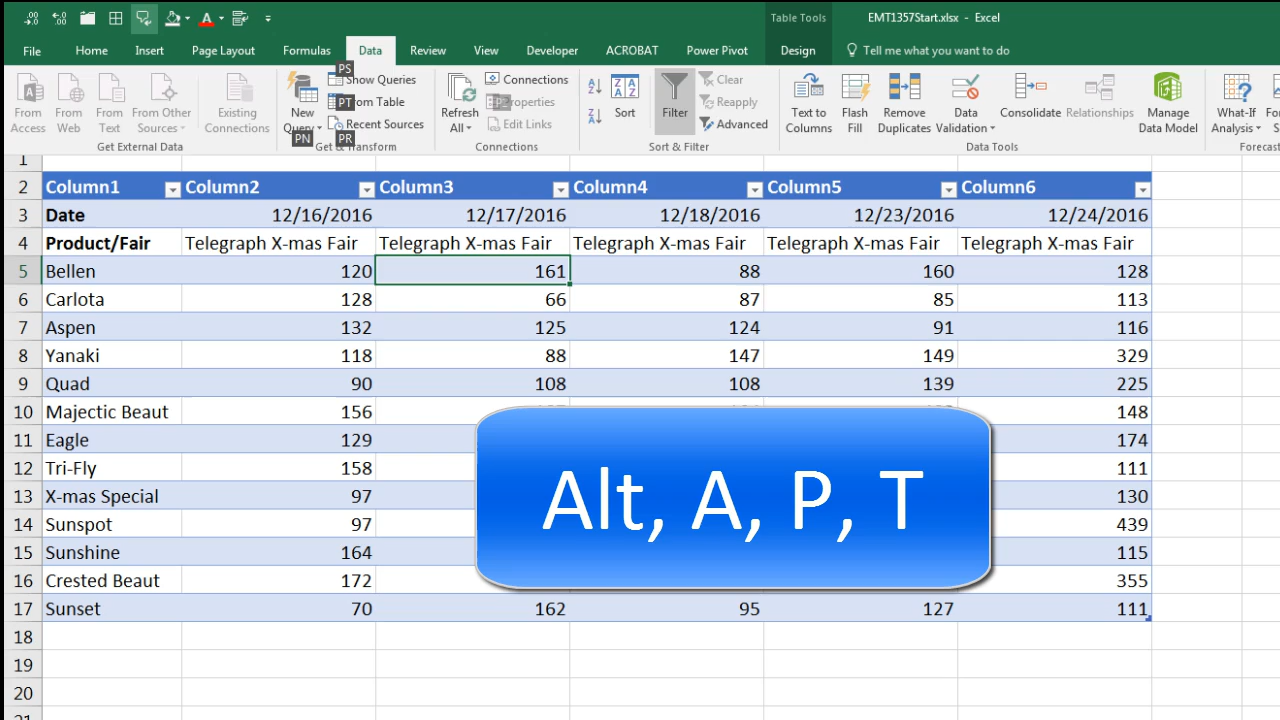 Table Tools
EMT1357Start.xlsx - Excel
File Home Insert Page Layout Formulas Data Review View Developer ACROBAT Power Pivot Design Tell me what you want to do
From Access
From Web
From Text
From Other Sources
Existing Connections
Get External Data
New Query
PN
PS
Show Queries
PT
From Table
Recent Sources
PR
Get & Transform
Refresh All
Connections
Properties
Edit Links
Connections
Sort
Filter
Clear
Reapply
Advanced
Sort & Filter
Text to Columns
Flash Fill
Remove Duplicates
Data Validation
Consolidate
Relationships
Manage Data Model
Data Tools
What-If Analysis
1
2 Column1 Column2 Column3 Column4 Column5 Column6
3 Date 12/16/2016 12/17/2016 12/18/2016 12/23/2016 12/24/2016
4 Product/Fair Telegraph X-mas Fair Telegraph X-mas Fair Telegraph X-mas Fair Telegraph X-mas Fair Telegraph X-mas Fair
5 Bellen 120 161 88 160 128
6 Carlota 128 66 87 85 113
7 Aspen 132 125 124 91 116
8 Yanaki 118 88 147 149 329
9 Quad 90 108 108 139 225
10 Majectic Beaut 156 148
11 Eagle 129 174
12 Tri-Fly 158 111
13 X-mas Special 97 130
14 Sunspot 97 439
15 Sunshine 164 115
16 Crested Beaut 172 355
17 Sunset 70 162 95 127 111
18
19
20
Alt, A, P, T